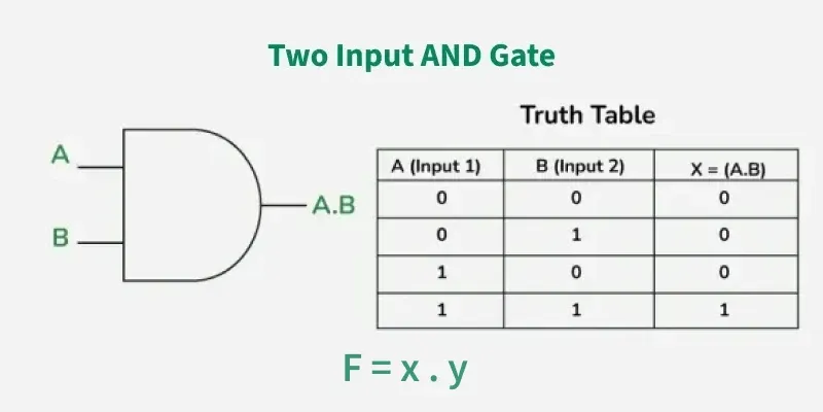 Two Input AND Gate
Truth Table
A
B
A.B
A (Input 1) B (Input 2) X = (A.B)
0 0 0
0 1 0
1 0 0
1 1 1
F = x . y